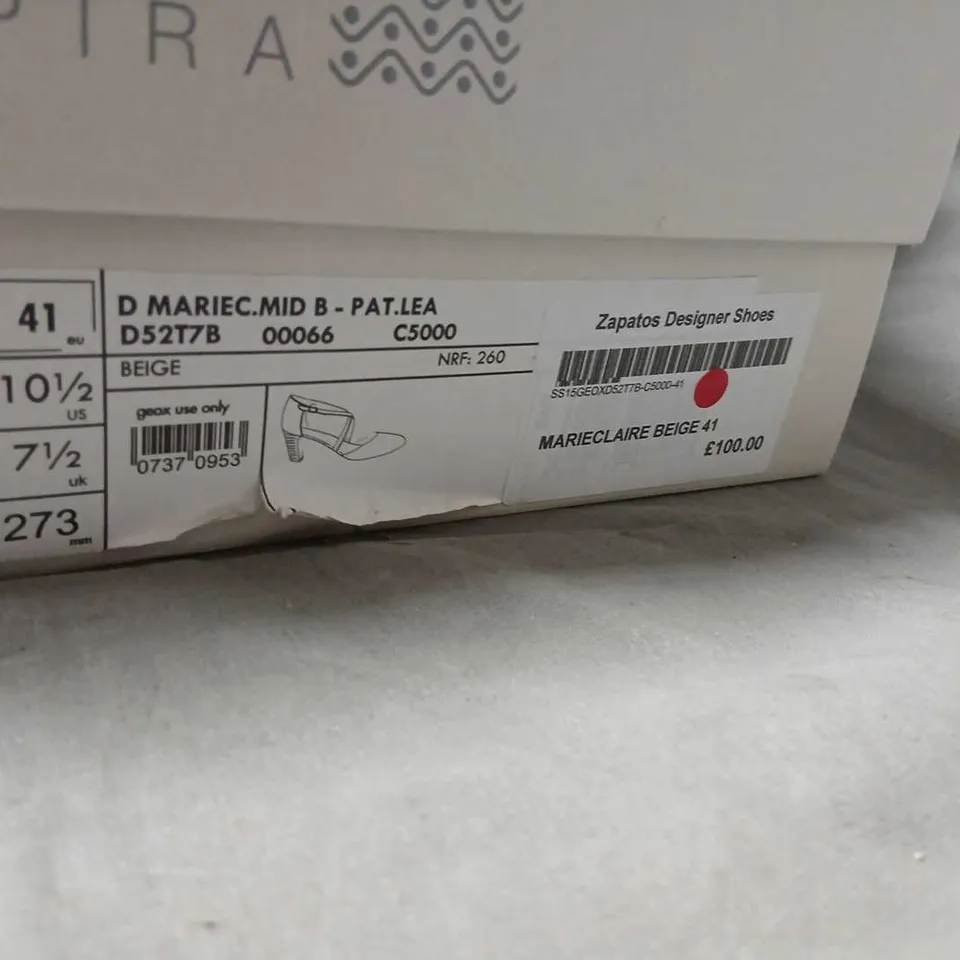 41 eu
10½ US
7½ uk
273 mm
D MARIEC.MID B - PAT.LEA
D52T7B 00066 C5000
BEIGE NRF: 260
geox use only
0737 0953
Zapatos Designer Shoes
SS15GEOXD52T7B-C5000-41
MARIECLAIRE BEIGE 41
£100.00